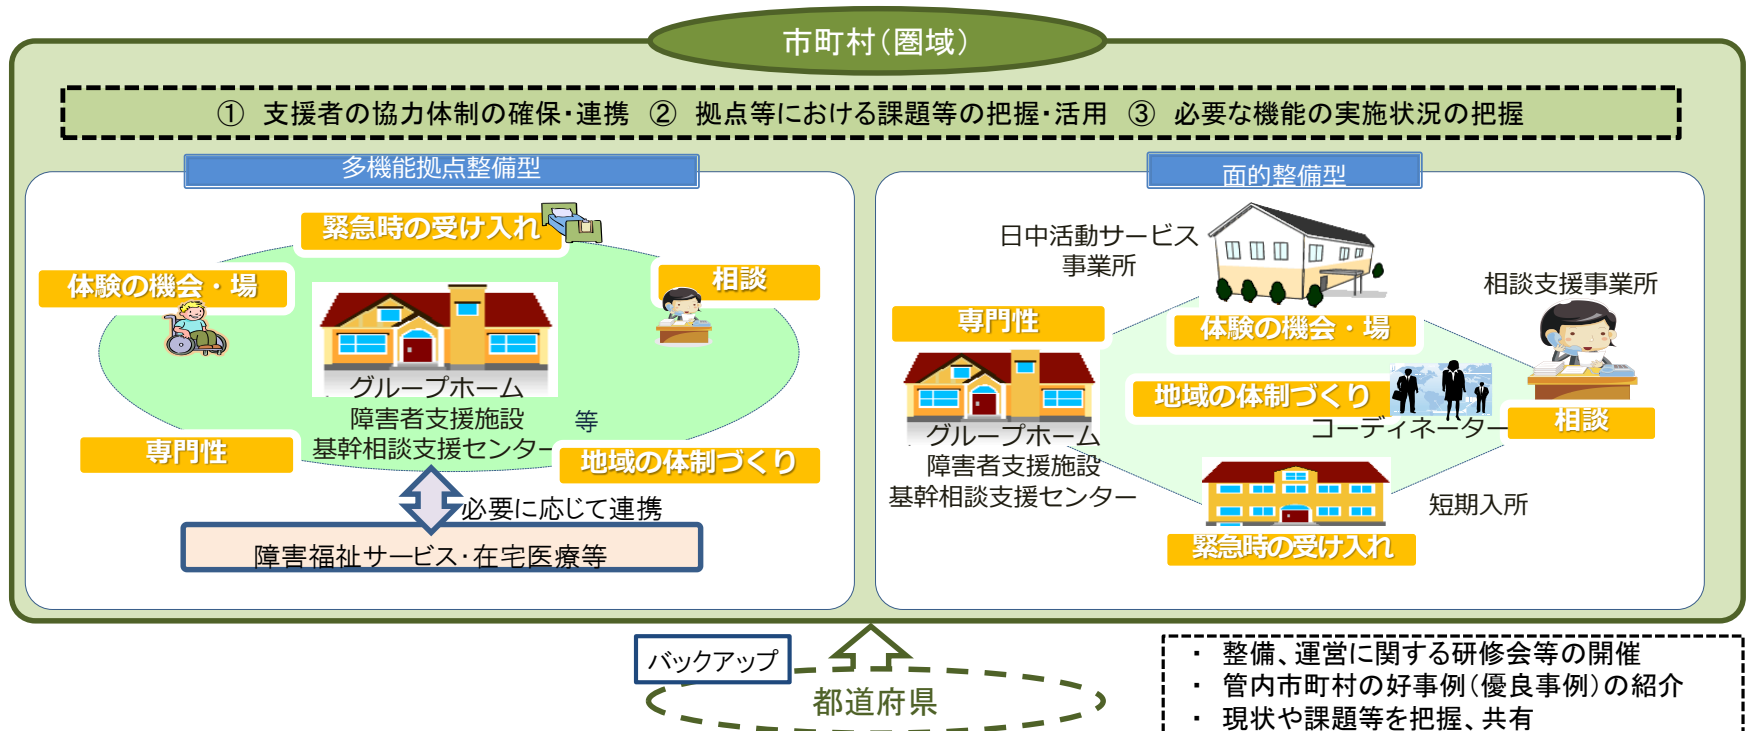 市町村（圏域）
① 支援者の協力体制の確保・連携 ② 拠点等における課題等の把握・活用 ③ 必要な機能の実施状況の把握
多機能拠点整備型
緊急時の受け入れ
体験の機会・場
相談
グループホーム
障害者支援施設
等
基幹相談支援センター
専門性
地域の体制づくり
必要に応じて連携
障害福祉サービス・在宅医療等
面的整備型
日中活動サービス
事業所
相談支援事業所
専門性
体験の機会・場
地域の体制づくり
コーディネーター
相談
グループホーム
障害者支援施設
基幹相談支援センター
短期入所
緊急時の受け入れ
バックアップ
都道府県
・ 整備、運営に関する研修会等の開催
・ 管内市町村の好事例（優良事例）の紹介
・ 現状や課題等を把握、共有